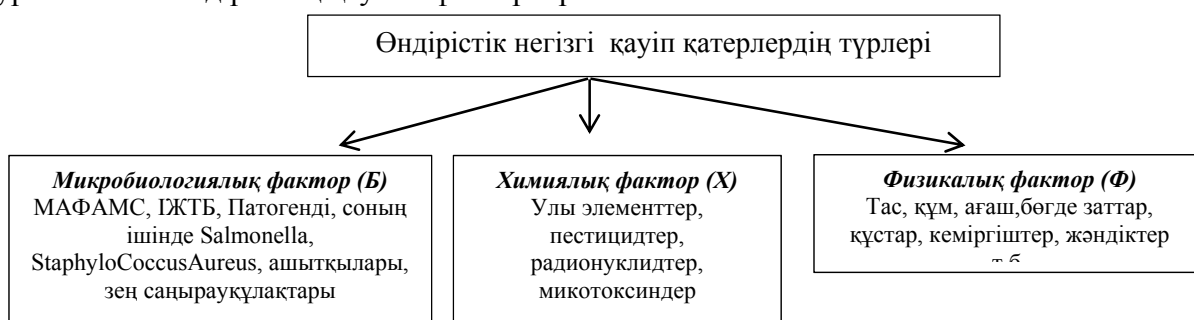 Өндірістік негізгі қауіп қатерлердің түрлері
Микробиологиялық фактор (Б)
МАФАМС, ІЖТБ, Патогенді, соның
ішінде Salmonella,
StaphyloCoccusAureus, ашытқылары,
зең саңырауқұлақтары
Химиялық фактор (Х)
Улы элементтер,
пестицидтер,
радионуклидтер,
микотоксиндер
Физикалық фактор (Ф)
Тас, құм, ағаш,бөгде заттар,
құстар, кеміргіштер, жәндіктер